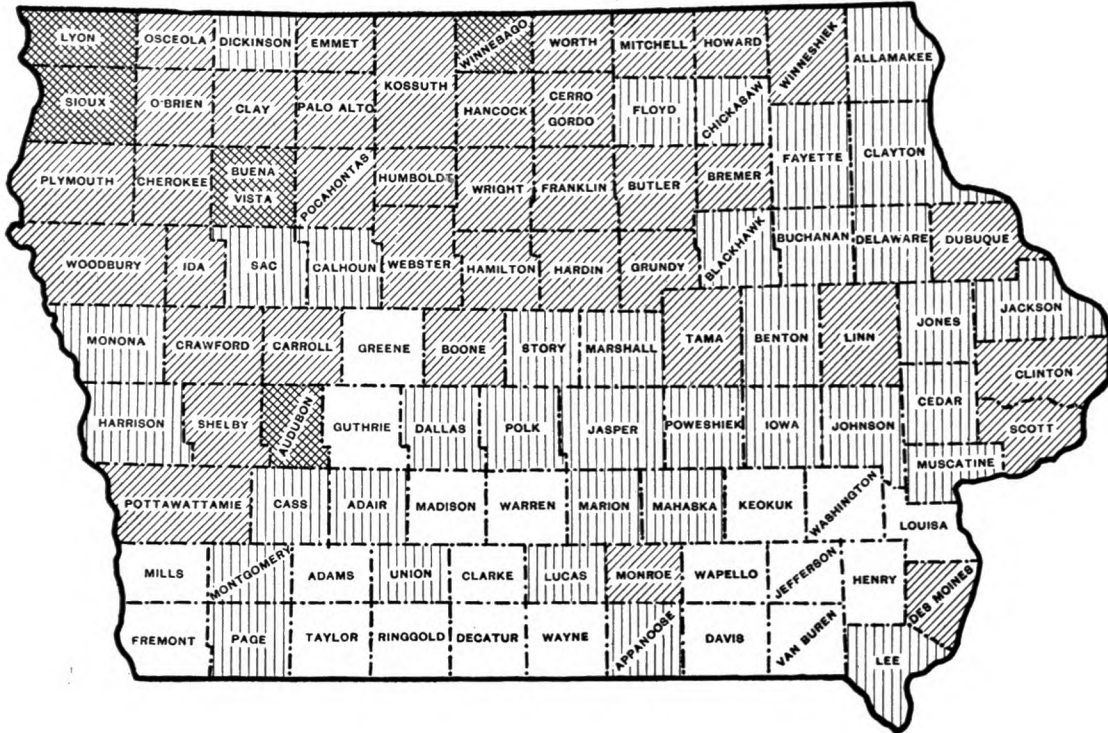 LYON
OSCEOLA
DICKINSON
EMMET
WINNEBAGO
WORTH
MITCHELL
HOWARD
WINNESHIEK
ALLAMAKEE
SIOUX
O'BRIEN
CLAY
PALO ALTO
KOSSUTH
HANCOCK
CERRO
GORDO
FLOYD
CHICKASAW
PLYMOUTH
CHEROKEE
BUENA
VISTA
POCAHONTAS
HUMBOLDT
WRIGHT
FRANKLIN
BUTLER
BREMER
FAYETTE
CLAYTON
WOODBURY
IDA
SAC
CALHOUN
WEBSTER
HAMILTON
HARDIN
GRUNDY
BLACKHAWK
BUCHANAN
DELAWARE
DUBUQUE
MONONA
CRAWFORD
CARROLL
GREENE
BOONE
STORY
MARSHALL
TAMA
BENTON
LINN
JONES
JACKSON
CLINTON
HARRISON
SHELBY
AUDUBON
GUTHRIE
DALLAS
POLK
JASPER
POWESHIEK
IOWA
JOHNSON
CEDAR
SCOTT
MUSCATINE
POTTAWATTAMIE
CASS
ADAIR
MADISON
WARREN
MARION
MAHASKA
KEOKUK
WASHINGTON
LOUISA
MILLS
MONTGOMERY
ADAMS
UNION
CLARKE
LUCAS
MONROE
WAPELLO
JEFFERSON
HENRY
DES MOINES
FREMONT
PAGE
TAYLOR
RINGGOLD
DECATUR
WAYNE
APPANOOSE
DAVIS
VAN BUREN
LEE